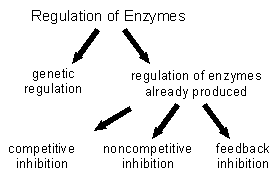 Regulation of Enzymes
genetic
regulation
regulation of enzymes
already produced
competitive
inhibition
noncompetitive
inhibition
feedback
inhibition